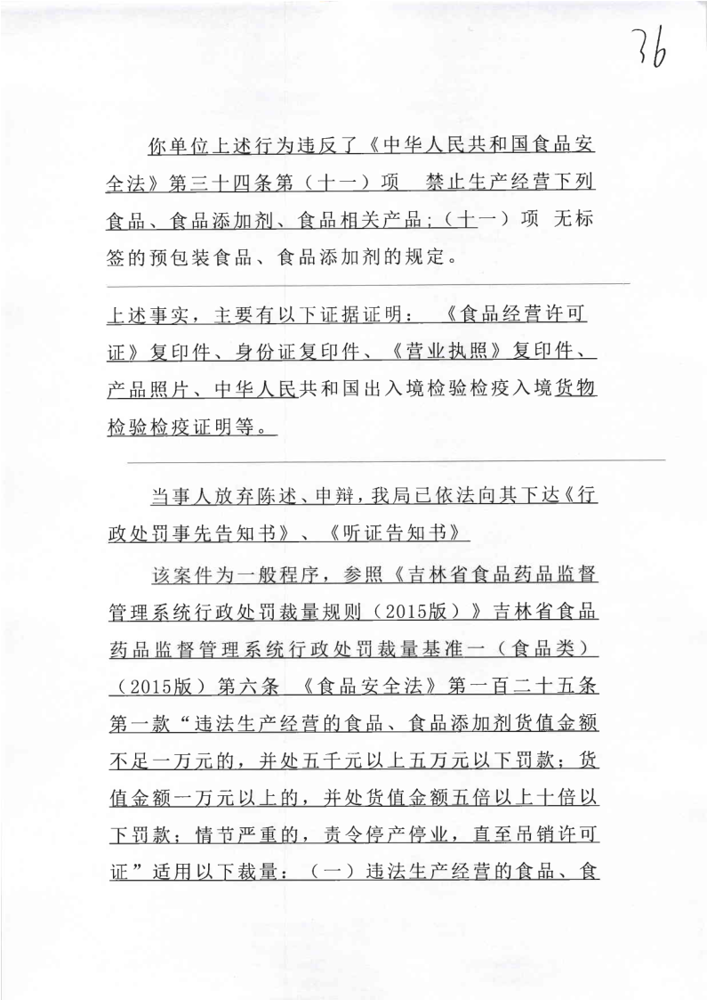 36
你单位上述行为违反了《中华人民共和国食品安
全法》第三十四条第（十一）项 禁止生产经营下列
食品、食品添加剂、食品相关产品;（十一）项 无标
签的预包装食品、食品添加剂的规定。
上述事实，主要有以下证据证明： 《食品经营许可
证》复印件、身份证复印件、《营业执照》复印件、
产品照片、中华人民共和国出入境检验检疫入境货物
检验检疫证明等。
当事人放弃陈述、申辩，我局已依法向其下达《行
政处罚事先告知书》、《听证告知书》
该案件为一般程序，参照《吉林省食品药品监督
管理系统行政处罚裁量规则（2015版）》吉林省食品
药品监督管理系统行政处罚裁量基准一（食品类）
（2015版）第六条 《食品安全法》第一百二十五条
第一款“违法生产经营的食品、食品添加剂货值金额
不足一万元的，并处五千元以上五万元以下罚款；货
值金额一万元以上的，并处货值金额五倍以上十倍以
下罚款；情节严重的，责令停产停业，直至吊销许可
证”适用以下裁量：（一）违法生产经营的食品、食